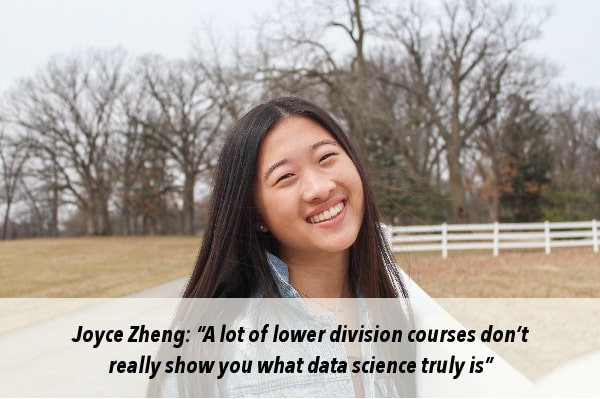 Joyce Zheng: “A lot of lower division courses don’t
really show you what data science truly is”